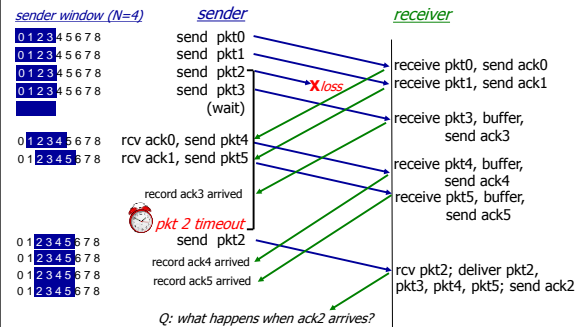 sender window (N=4)
sender
receiver
0 1 2 3 4 5 6 7 8
send pkt0
0 1 2 3 4 5 6 7 8
send pkt1
0 1 2 3 4 5 6 7 8
send pkt2
0 1 2 3 4 5 6 7 8
send pkt3
(wait)
X loss
receive pkt0, send ack0
receive pkt1, send ack1
receive pkt3, buffer,
send ack3
0 1 2 3 4 5 6 7 8
rcv ack0, send pkt4
0 1 2 3 4 5 6 7 8
rcv ack1, send pkt5
receive pkt4, buffer,
send ack4
receive pkt5, buffer,
send ack5
record ack3 arrived
pkt 2 timeout
0 1 2 3 4 5 6 7 8
send pkt2
0 1 2 3 4 5 6 7 8
record ack4 arrived
0 1 2 3 4 5 6 7 8
record ack5 arrived
0 1 2 3 4 5 6 7 8
rcv pkt2; deliver pkt2,
pkt3, pkt4, pkt5; send ack2
Q: what happens when ack2 arrives?